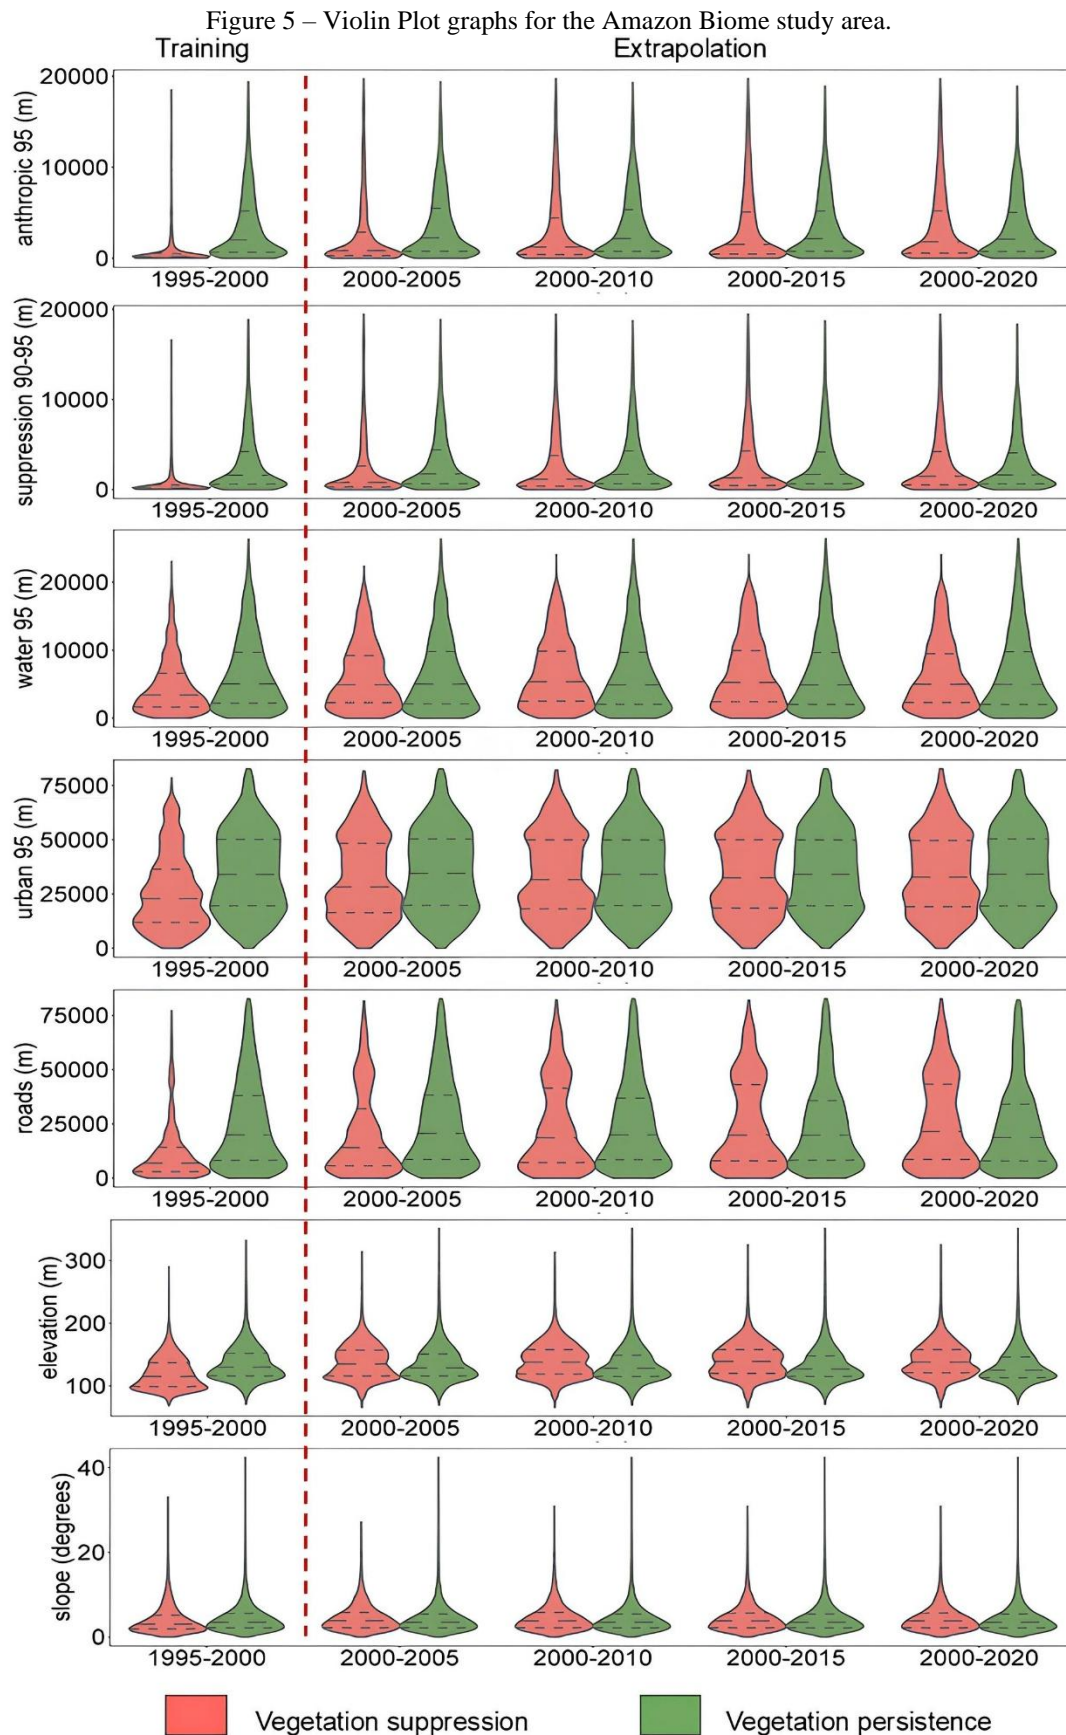 Figure 5 – Violin Plot graphs for the Amazon Biome study area.
Training Extrapolation
anthropic 95 (m)
20000
10000
0
1995-2000 2000-2005 2000-2010 2000-2015 2000-2020
suppression 90-95 (m)
20000
10000
0
1995-2000 2000-2005 2000-2010 2000-2015 2000-2020
water 95 (m)
20000
10000
0
1995-2000 2000-2005 2000-2010 2000-2015 2000-2020
urban 95 (m)
75000
50000
25000
0
1995-2000 2000-2005 2000-2010 2000-2015 2000-2020
roads (m)
75000
50000
25000
0
1995-2000 2000-2005 2000-2010 2000-2015 2000-2020
elevation (m)
300
200
100
1995-2000 2000-2005 2000-2010 2000-2015 2000-2020
slope (degrees)
40
20
0
1995-2000 2000-2005 2000-2010 2000-2015 2000-2020
Vegetation suppression Vegetation persistence